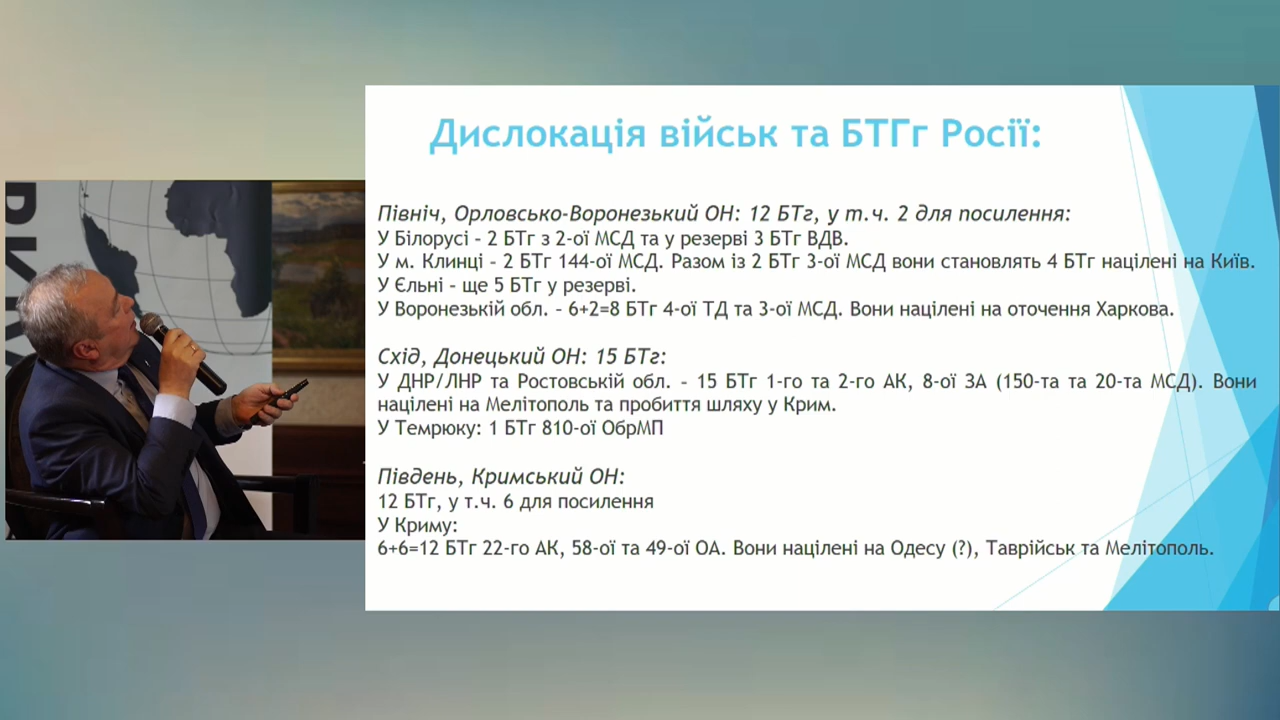 Дислокація військ та БТГг Росії:
Північ, Орловсько-Воронезький ОН: 12 БТг, у т.ч. 2 для посилення:
У Білорусі – 2 БТг з 2-ої МСД та у резерві 3 БТг ВДВ.
У м. Клинці – 2 БТг 144-ої МСД. Разом із 2 БТг 3-ої МСД вони становлять 4 БТг націлені на Київ.
У Єльні – ще 5 БТг у резерві.
У Воронезькій обл. – 6+2=8 БТг 4-ої ТД та 3-ої МСД. Вони націлені на оточення Харкова.
Схід, Донецький ОН: 15 БТг:
У ДНР/ЛНР та Ростовській обл. – 15 БТг 1-го та 2-го АК, 8-ої ЗА (150-та та 20-та МСД). Вони
націлені на Мелітополь та пробиття шляху у Крим.
У Темрюку: 1 БТг 810-ої ОбрМП
Південь, Кримський ОН:
12 БТг, у т.ч. 6 для посилення
У Криму:
6+6=12 БТг 22-го АК, 58-ої та 49-ої ОА. Вони націлені на Одесу (?), Таврійськ та Мелітополь.